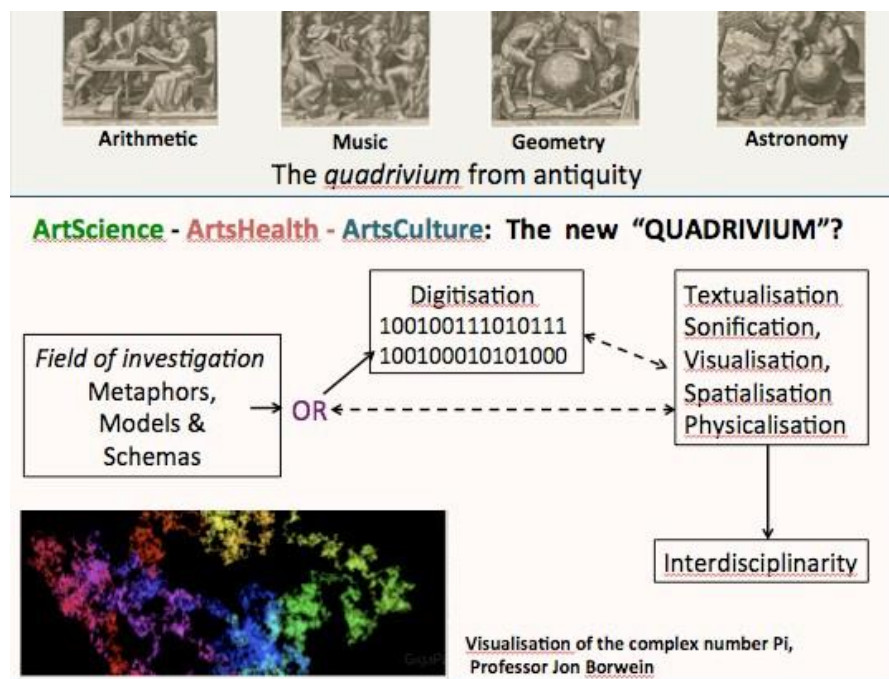 Arithmetic
Music
Geometry
Astronomy
The quadrivium from antiquity
ArtScience - ArtsHealth - ArtsCulture: The new “QUADRIVIUM”?
Field of investigation
Metaphors,
Models &
Schemas
OR
Digitisation
100100111010111
100100010101000
Textualisation
Sonification,
Visualisation,
Spatialisation
Physicalisation
Interdisciplinarity
Visualisation of the complex number Pi,
Professor Jon Borwein